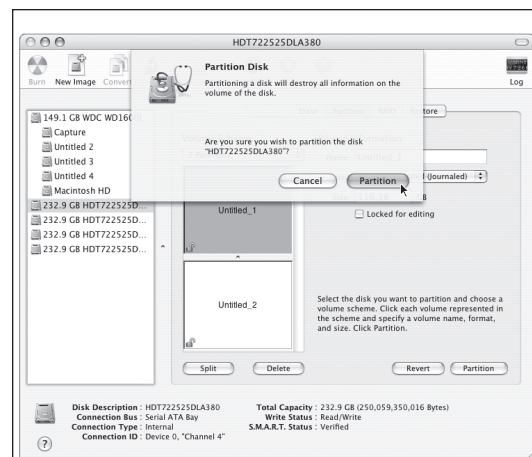 HDT722525DLA380
Burn New Image Convert
Log
Partition Disk
Partitioning a disk will destroy all information on the
volume of the disk.
Are you sure you wish to partition the disk
"HDT722525DLA380"?
Cancel Partition
149.1 GB WDC WD160
Capture
Untitled 2
Untitled 3
Untitled 4
Macintosh HD
232.9 GB HDT722525D...
232.9 GB HDT722525D...
232.9 GB HDT722525D...
232.9 GB HDT722525D...
Untitled_1
Untitled_2
(Journaled)
Locked for editing
Select the disk you want to partition and choose a
volume scheme. Click each volume represented in
the scheme and specify a volume name, format,
and size. Click Partition.
Split Delete Revert Partition
Disk Description : HDT722525DLA380
Connection Bus : Serial ATA Bay
Connection Type : Internal
Connection ID : Device 0, "Channel 4"
Total Capacity : 232.9 GB (250,059,350,016 Bytes)
Write Status : Read/Write
S.M.A.R.T. Status : Verified
?